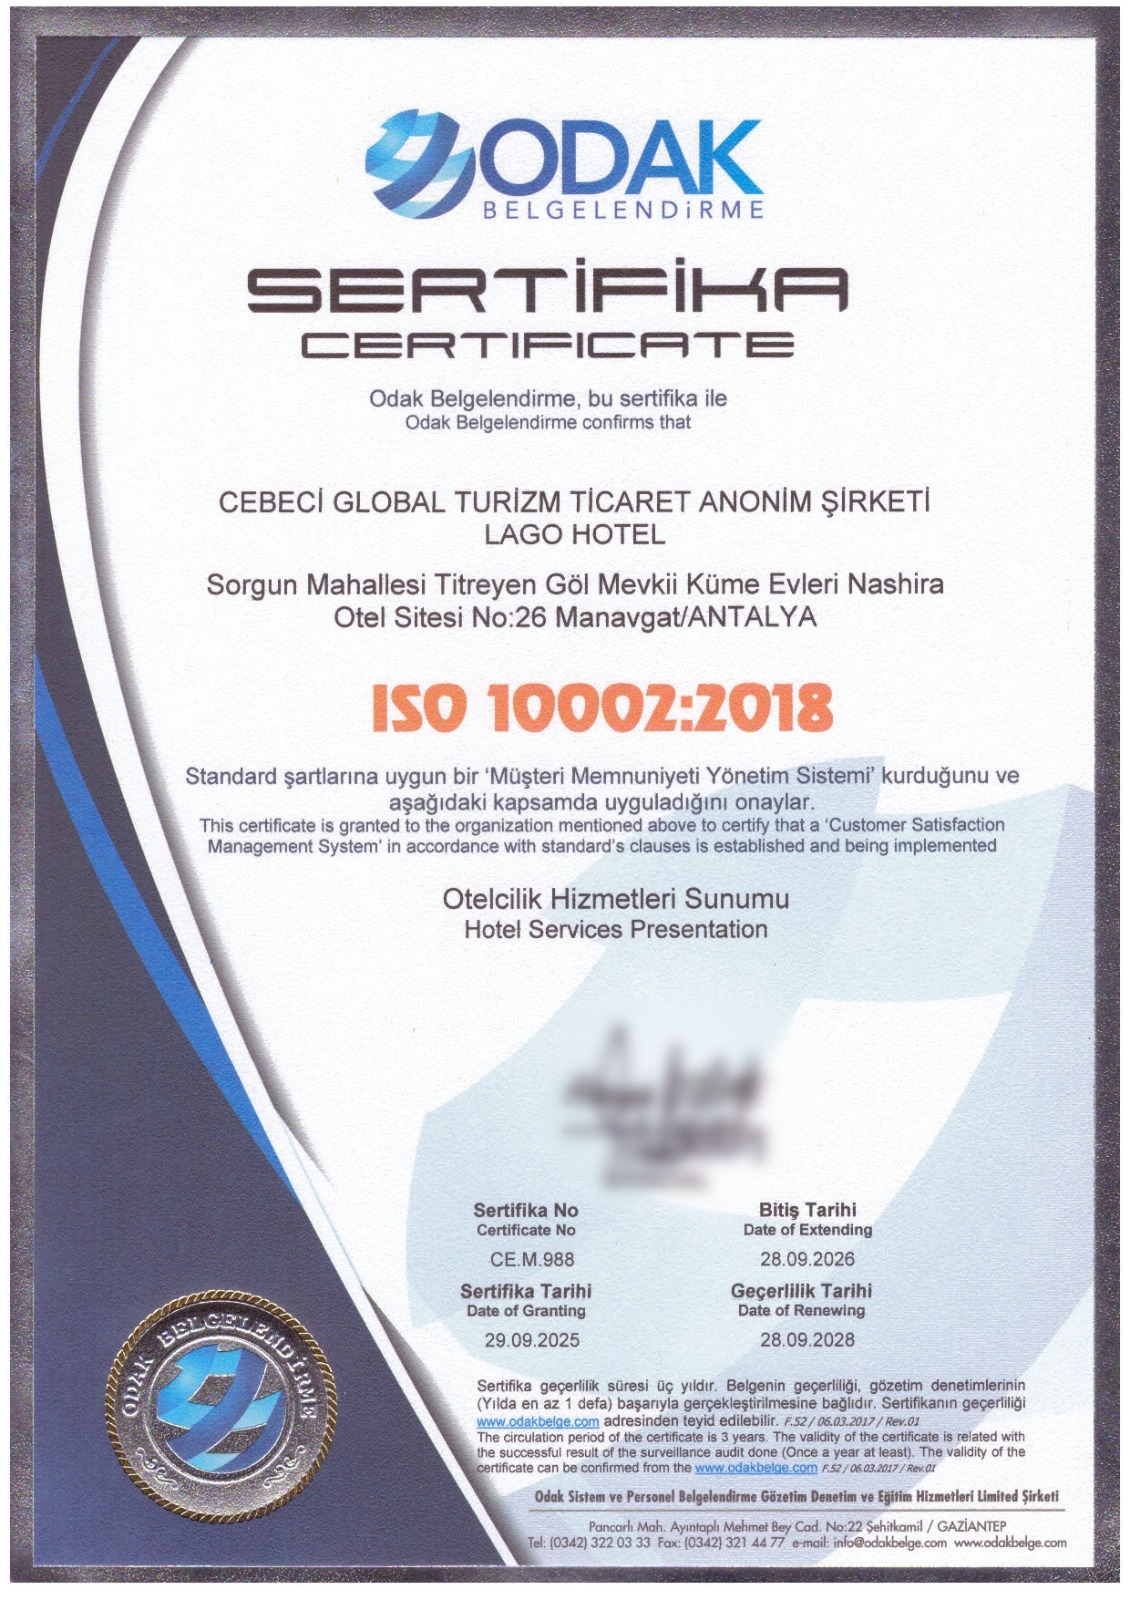 ODAK
BELGELENDİRME
SERTİFİKA
CERTIFICATE
Odak Belgelendirme, bu sertifika ile
Odak Belgelendirme confirms that
CEBECİ GLOBAL TURİZM TİCARET ANONİM ŞİRKETİ
LAGO HOTEL
Sorgun Mahallesi Titreyen Göl Mevkii Küme Evleri Nashira
Otel Sitesi No:26 Manavgat/ANTALYA
ISO 10002:2018
Standard şartlarına uygun bir ‘Müşteri Memnuniyeti Yönetim Sistemi’ kurduğunu ve
aşağıdaki kapsamda uyguladığını onaylar.
This certificate is granted to the organization mentioned above to certify that a ‘Customer Satisfaction
Management System’ in accordance with standard’s clauses is established and being implemented
Otelcilik Hizmetleri Sunumu
Hotel Services Presentation
Sertifika No
Certificate No
CE.M.988
Bitiş Tarihi
Date of Extending
28.09.2026
Sertifika Tarihi
Date of Granting
29.09.2025
Geçerlilik Tarihi
Date of Renewing
28.09.2028
ODAK BELGELENDİRME
Sertifika geçerlilik süresi üç yıldır. Belgenin geçerliliği, gözetim denetimlerinin
(Yılda en az 1 defa) başarıyla gerçekleştirilmesine bağlıdır. Sertifikanın geçerliliği
www.odakbelge.com adresinden teyid edilebilir. F.52 / 06.03.2017 / Rev.01
The circulation period of the certificate is 3 years. The validity of the certificate is related with
the successful result of the surveillance audit done (Once a year at least). The validity of the
certificate can be confirmed from the www.odakbelge.com F.52 / 06.03.2017 / Rev.01
Odak Sistem ve Personel Belgelendirme Gözetim Denetim ve Eğitim Hizmetleri Limited Şirketi
Pancarlı Mah. Ayıntaplı Mehmet Bey Cad. No:22 Şehitkamil / GAZİANTEP
Tel: (0342) 322 03 33 Fax: (0342) 321 44 77 e-mail: info@odakbelge.com www.odakbelge.com